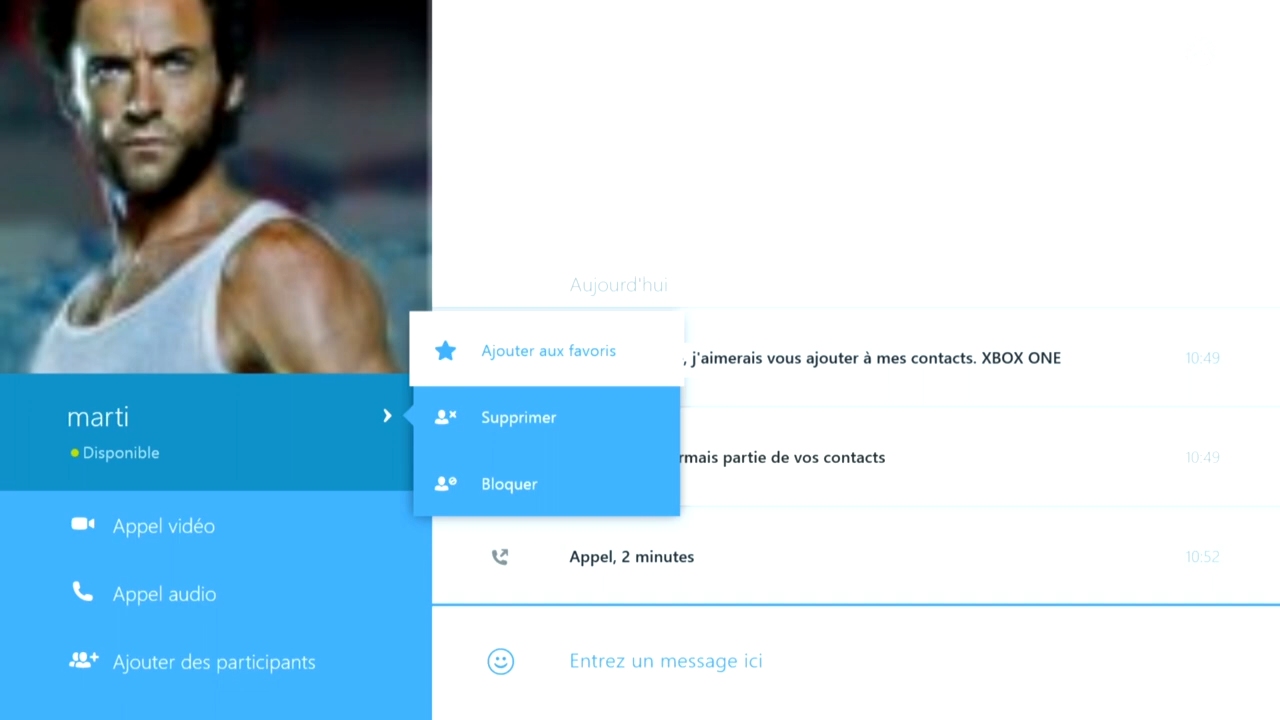 Aujourd'hui
Ajouter aux favoris
, j'aimerais vous ajouter à mes contacts. XBOX ONE
10:49
marti
Disponible
Supprimer
partie de vos contacts
10:49
Bloquer
Appel vidéo
Appel, 2 minutes
10:52
Appel audio
Ajouter des participants
Entrez un message ici